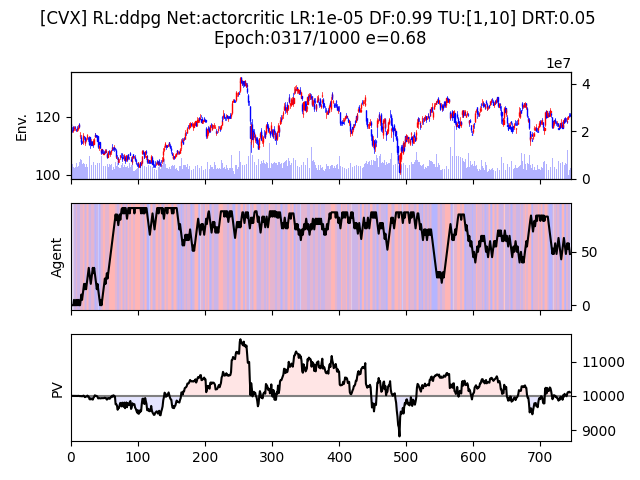 [CVX] RL:ddpg Net:actorcritic LR:1e-05 DF:0.99 TU:[1,10] DRT:0.05
Epoch:0317/1000 e=0.68
1e7
Env.
120
100
4
2
0
Agent
50
0
PV
11000
10000
9000
0 100 200 300 400 500 600 700